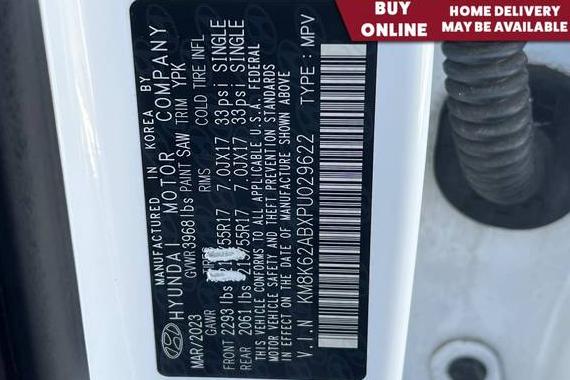 BUY
ONLINE
HOME DELIVERY
MAY BE AVAILABLE
MANUFACTURED IN KOREA BY
HYUNDAI MOTOR COMPANY
GVWR 3968 lbs PAINT SAW TRIM YPK
MAR/2023
GAWR RIMS COLD TIRE INFL
FRONT 2293 lbs /55R17 7.0JX17 33psi SINGLE
REAR 2061 lbs /55R17 7.0JX17 33psi SINGLE
THIS VEHICLE CONFORMS TO ALL APPLICABLE U.S.A. FEDERAL
MOTOR VEHICLE SAFETY AND THEFT PREVENTION STANDARDS
IN EFFECT ON THE DATE OF MANUFACTURE SHOWN ABOVE
V.I.N KM8K62ABXPU029622 TYPE: MPV